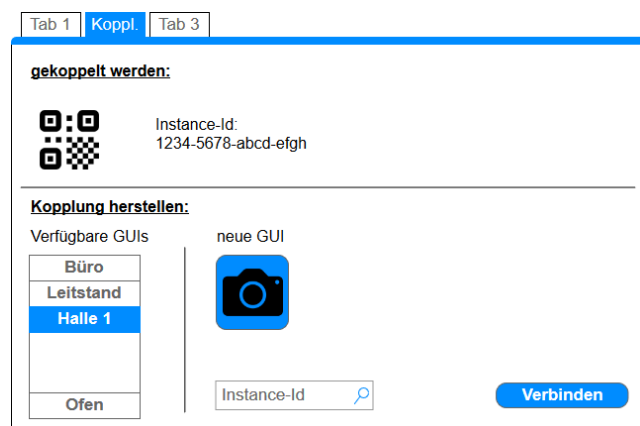 Tab 1 Koppl. Tab 3
gekoppelt werden:
Instance-Id:
1234-5678-abcd-efgh
Kopplung herstellen:
Verfügbare GUIs
Büro
Leitstand
Halle 1
Ofen
neue GUI
Instance-Id
Verbinden